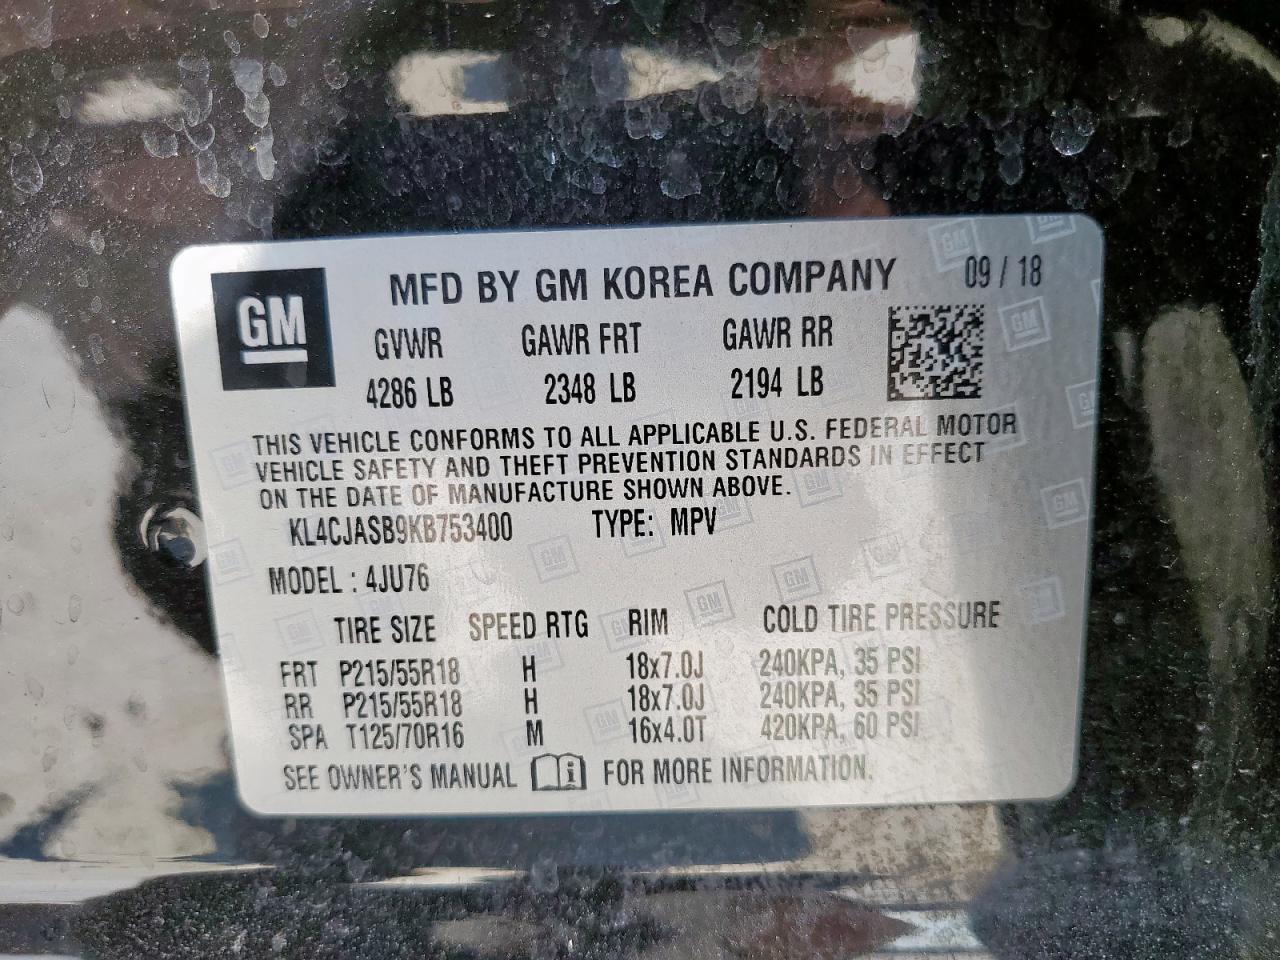 GM
MFD BY GM KOREA COMPANY 09 / 18
GVWR GAWR FRT GAWR RR
4286 LB 2348 LB 2194 LB
THIS VEHICLE CONFORMS TO ALL APPLICABLE U.S. FEDERAL MOTOR
VEHICLE SAFETY AND THEFT PREVENTION STANDARDS IN EFFECT
ON THE DATE OF MANUFACTURE SHOWN ABOVE.
KL4CJASB9KB753400 TYPE: MPV
MODEL : 4JU76
TIRE SIZE SPEED RTG RIM COLD TIRE PRESSURE
FRT P215/55R18 H 18x7.0J 240KPA, 35 PSI
RR P215/55R18 H 18x7.0J 240KPA, 35 PSI
SPA T125/70R16 M 16x4.0T 420KPA, 60 PSI
SEE OWNER'S MANUAL i FOR MORE INFORMATION.